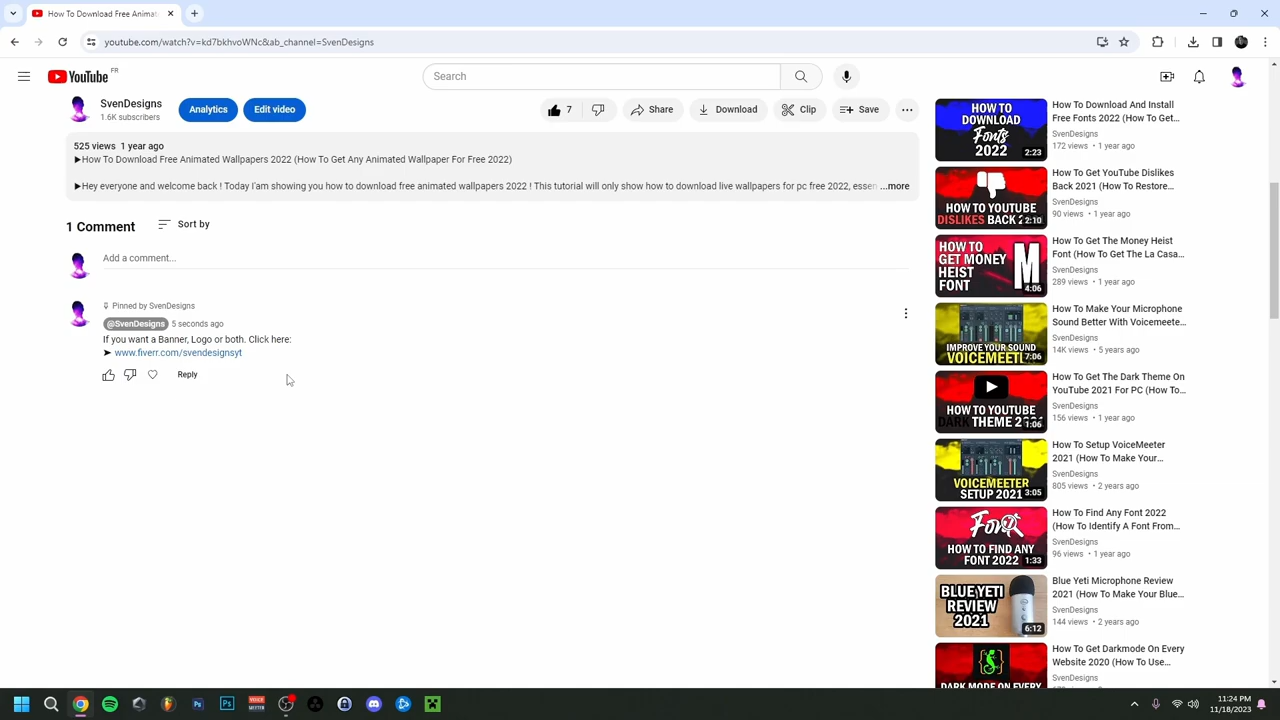 How To Download Free Animat
youtube.com/watch?v=kd7bkhvoWNc&ab_channel=SvenDesigns
YouTube FR
Search
SvenDesigns
1.6K subscribers
Analytics
Edit video
7
Share
Download
Clip
Save
525 views 1 year ago
►How To Download Free Animated Wallpapers 2022 (How To Get Any Animated Wallpaper For Free 2022)
►Hey everyone and welcome back ! Today I'am showing you how to download free animated wallpapers 2022 ! This tutorial will only show how to download live wallpapers for pc free 2022, essen ...more
1 Comment
Sort by
Add a comment...
Pinned by SvenDesigns
@SvenDesigns 5 seconds ago
If you want a Banner, Logo or both. Click here:
➤ www.fiverr.com/svendesignsyt
Reply
HOW TO
DOWNLOAD
Fonts
2022
2:23
How To Download And Install
Free Fonts 2022 (How To Get...
SvenDesigns
172 views • 1 year ago
HOW TO YOUTUBE
DISLIKES BACK 2
2:10
How To Get YouTube Dislikes
Back 2021 (How To Restore...
SvenDesigns
90 views • 1 year ago
HOW TO
GET MONEY
HEIST
FONT
M
4:06
How To Get The Money Heist
Font (How To Get The La Casa...
SvenDesigns
289 views • 1 year ago
IMPROVE YOUR SOUND
VOICEMEET
7:06
How To Make Your Microphone
Sound Better With Voicemeete...
SvenDesigns
14K views • 5 years ago
HOW TO YOUTUBE
DARK THEME 2021
1:06
How To Get The Dark Theme On
YouTube 2021 For PC (How To...
SvenDesigns
156 views • 1 year ago
VOICEMEETER
SETUP 2021
3:05
How To Setup VoiceMeeter
2021 (How To Make Your...
SvenDesigns
805 views • 2 years ago
Font
HOW TO FIND ANY
FONT 2022
1:33
How To Find Any Font 2022
(How To Identify A Font From...
SvenDesigns
96 views • 1 year ago
BLUE YETI
REVIEW
2021
6:12
Blue Yeti Microphone Review
2021 (How To Make Your Blue...
SvenDesigns
144 views • 2 years ago
DARK MODE ON EVERY
How To Get Darkmode On Every
Website 2020 (How To Use...
SvenDesigns
11:24 PM
11/18/2023